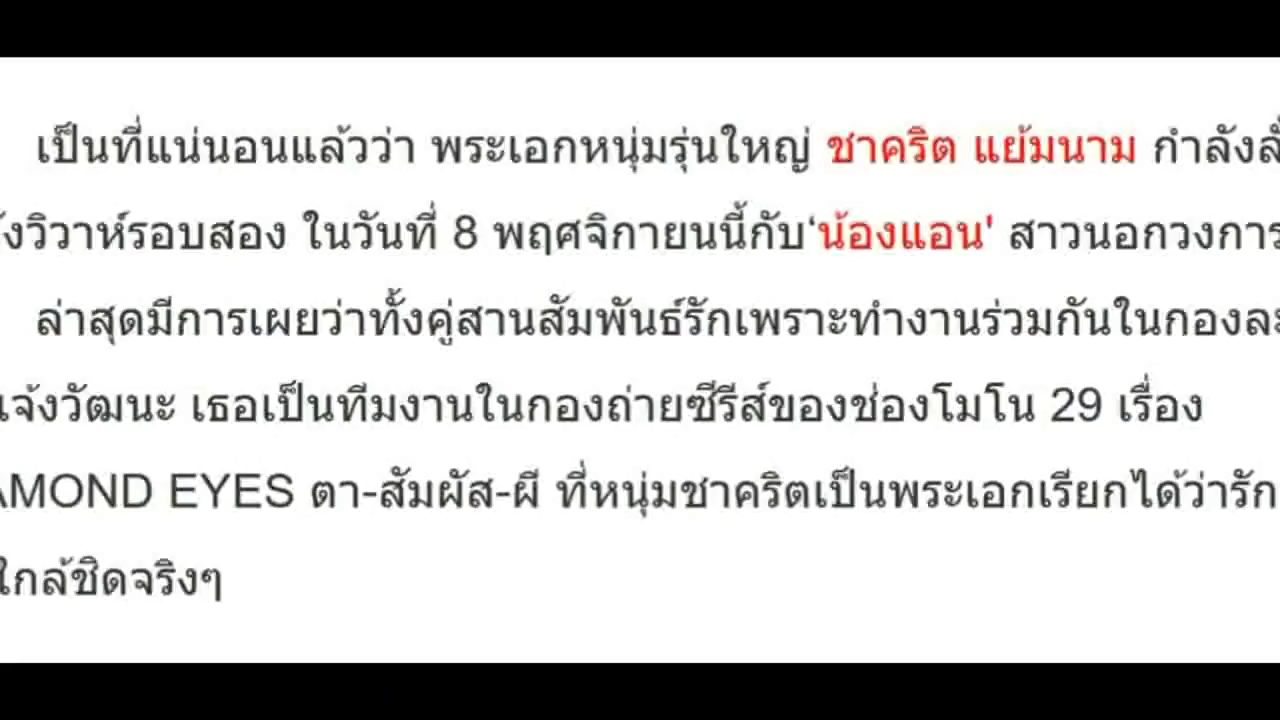 เป็นที่แน่นอนแล้วว่า พระเอกหนุ่มรุ่นใหญ่ ชาคริต แย้มนาม กำลังลั่
ังวิวาห์รอบสอง ในวันที่ 8 พฤศจิกายนนี้กับ‘น้องแอน' สาวนอกวงการ
ล่าสุดมีการเผยว่าทั้งคู่สานสัมพันธ์รักเพราะทำงานร่วมกันในกองละ
แจ้งวัฒนะ เธอเป็นทีมงานในกองถ่ายซีรีส์ของช่องโมโน 29 เรื่อง
AMOND EYES ตา-สัมผัส-ผี ที่หนุ่มชาคริตเป็นพระเอกเรียกได้ว่ารัก
ใกล้ชิดจริงๆ